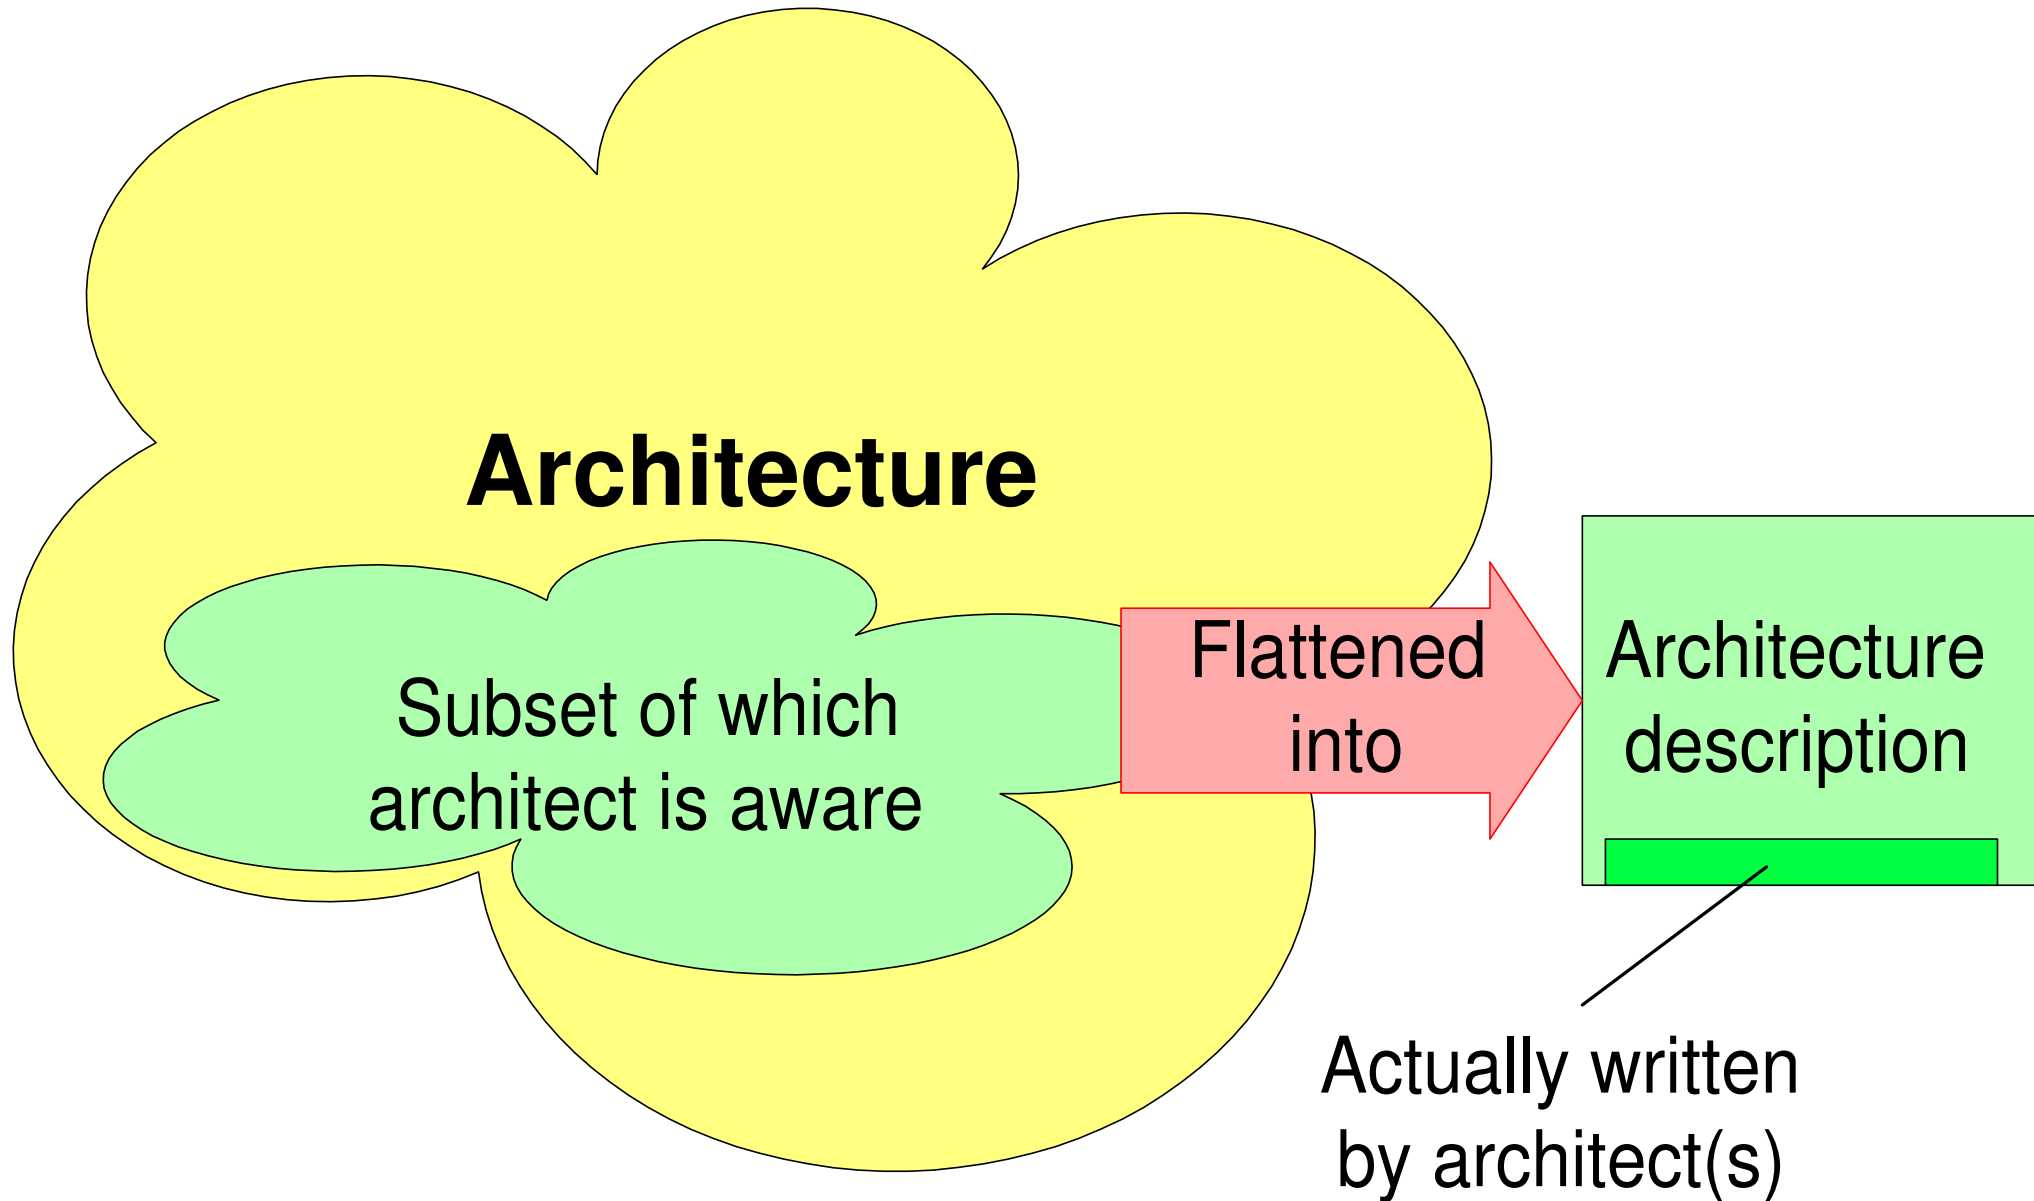 Architecture
Subset of which
architect is aware
Flattened
into
Architecture
description
Actually written
by architect(s)